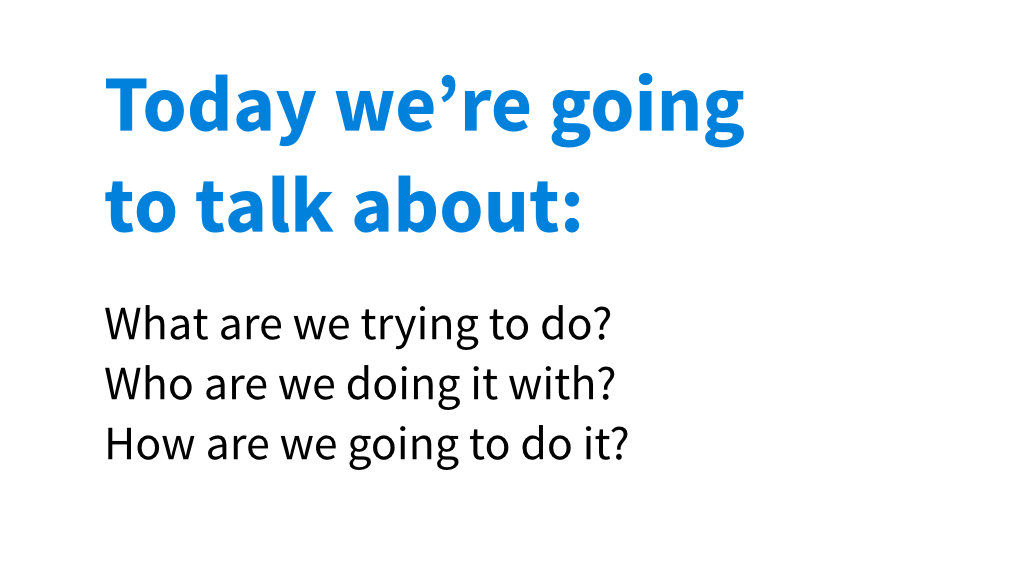 Today we’re going
to talk about:
What are we trying to do?
Who are we doing it with?
How are we going to do it?